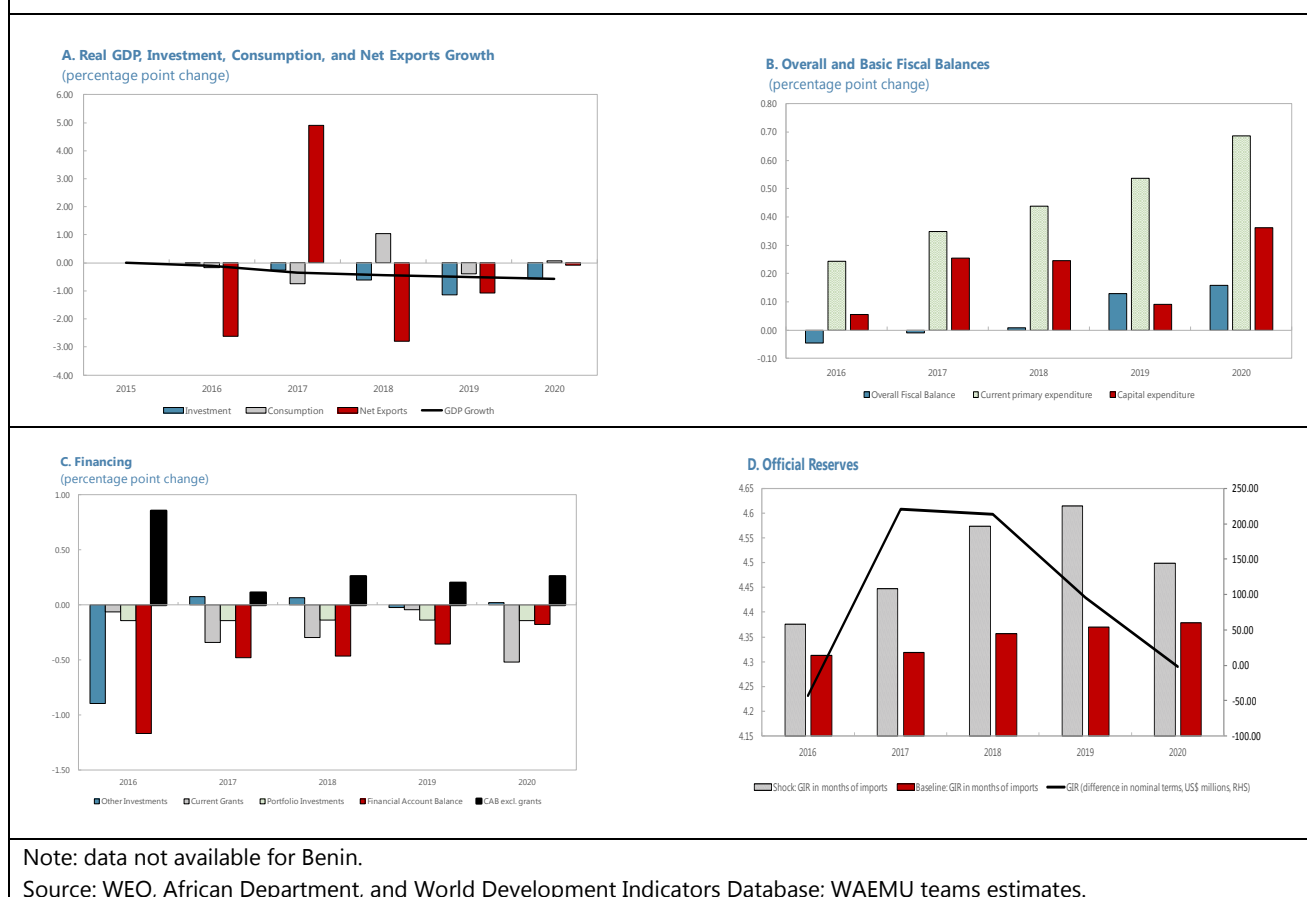 A. Real GDP, Investment, Consumption, and Net Exports Growth
(percentage point change)
6.00
5.00
4.00
3.00
2.00
1.00
0.00
-1.00
-2.00
-3.00
-4.00
2015 2016 2017 2018 2019 2020
Investment Consumption Net Exports GDP Growth
B. Overall and Basic Fiscal Balances
(percentage point change)
0.80
0.70
0.60
0.50
0.40
0.30
0.20
0.10
0.00
-0.10
2016 2017 2018 2019 2020
Overall Fiscal Balance Current primary expenditure Capital expenditure
C. Financing
(percentage point change)
1.00
0.50
0.00
-0.50
-1.00
-1.50
2016 2017 2018 2019 2020
Other Investments Current Grants Portfolio Investments Financial Account Balance CAB excl. grants
D. Official Reserves
4.65
4.6
4.55
4.5
4.45
4.4
4.35
4.3
4.25
4.2
4.15
250.00
200.00
150.00
100.00
50.00
0.00
-50.00
-100.00
2016 2017 2018 2019 2020
Shock: GIR in months of imports Baseline: GIR in months of imports GIR (difference in nominal terms, US$ millions, RHS)
Note: data not available for Benin.
Source: WEO, African Department, and World Development Indicators Database; WAEMU teams estimates.